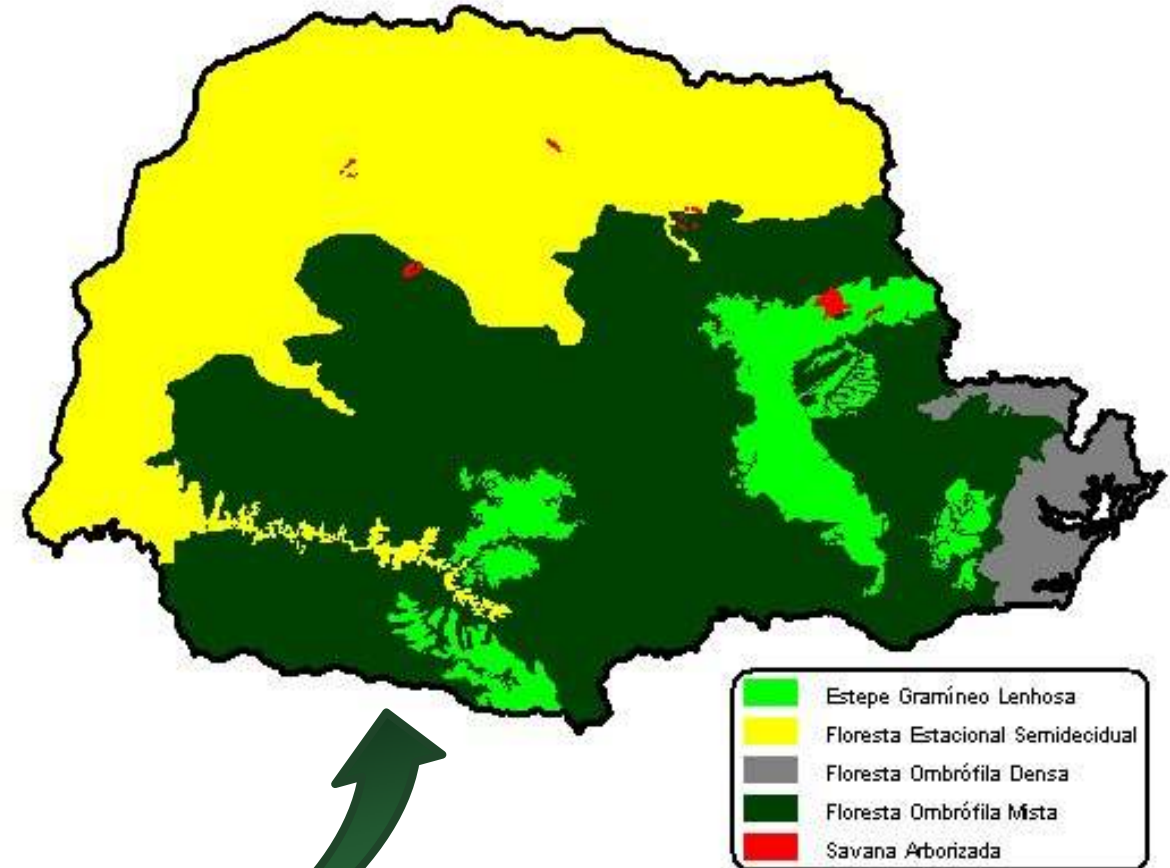 Estepe Gramíneo Lenhosa
Floresta Estacional Semidecidual
Floresta Ombrófila Densa
Floresta Ombrófila Mista
Savana Arborizada